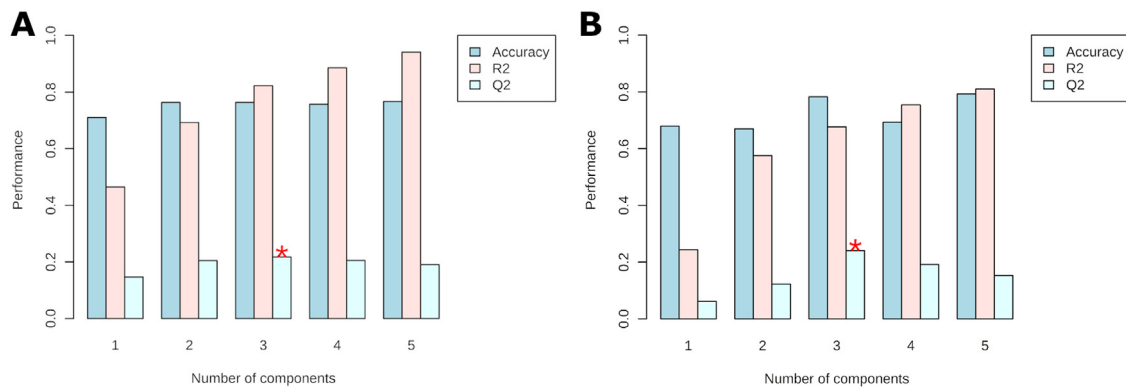 A
Performance
1.0
0.8
0.6
0.4
0.2
0.0
Accuracy
R2
Q2
*
1 2 3 4 5
Number of components
B
Performance
1.0
0.8
0.6
0.4
0.2
0.0
Accuracy
R2
Q2
*
1 2 3 4 5
Number of components